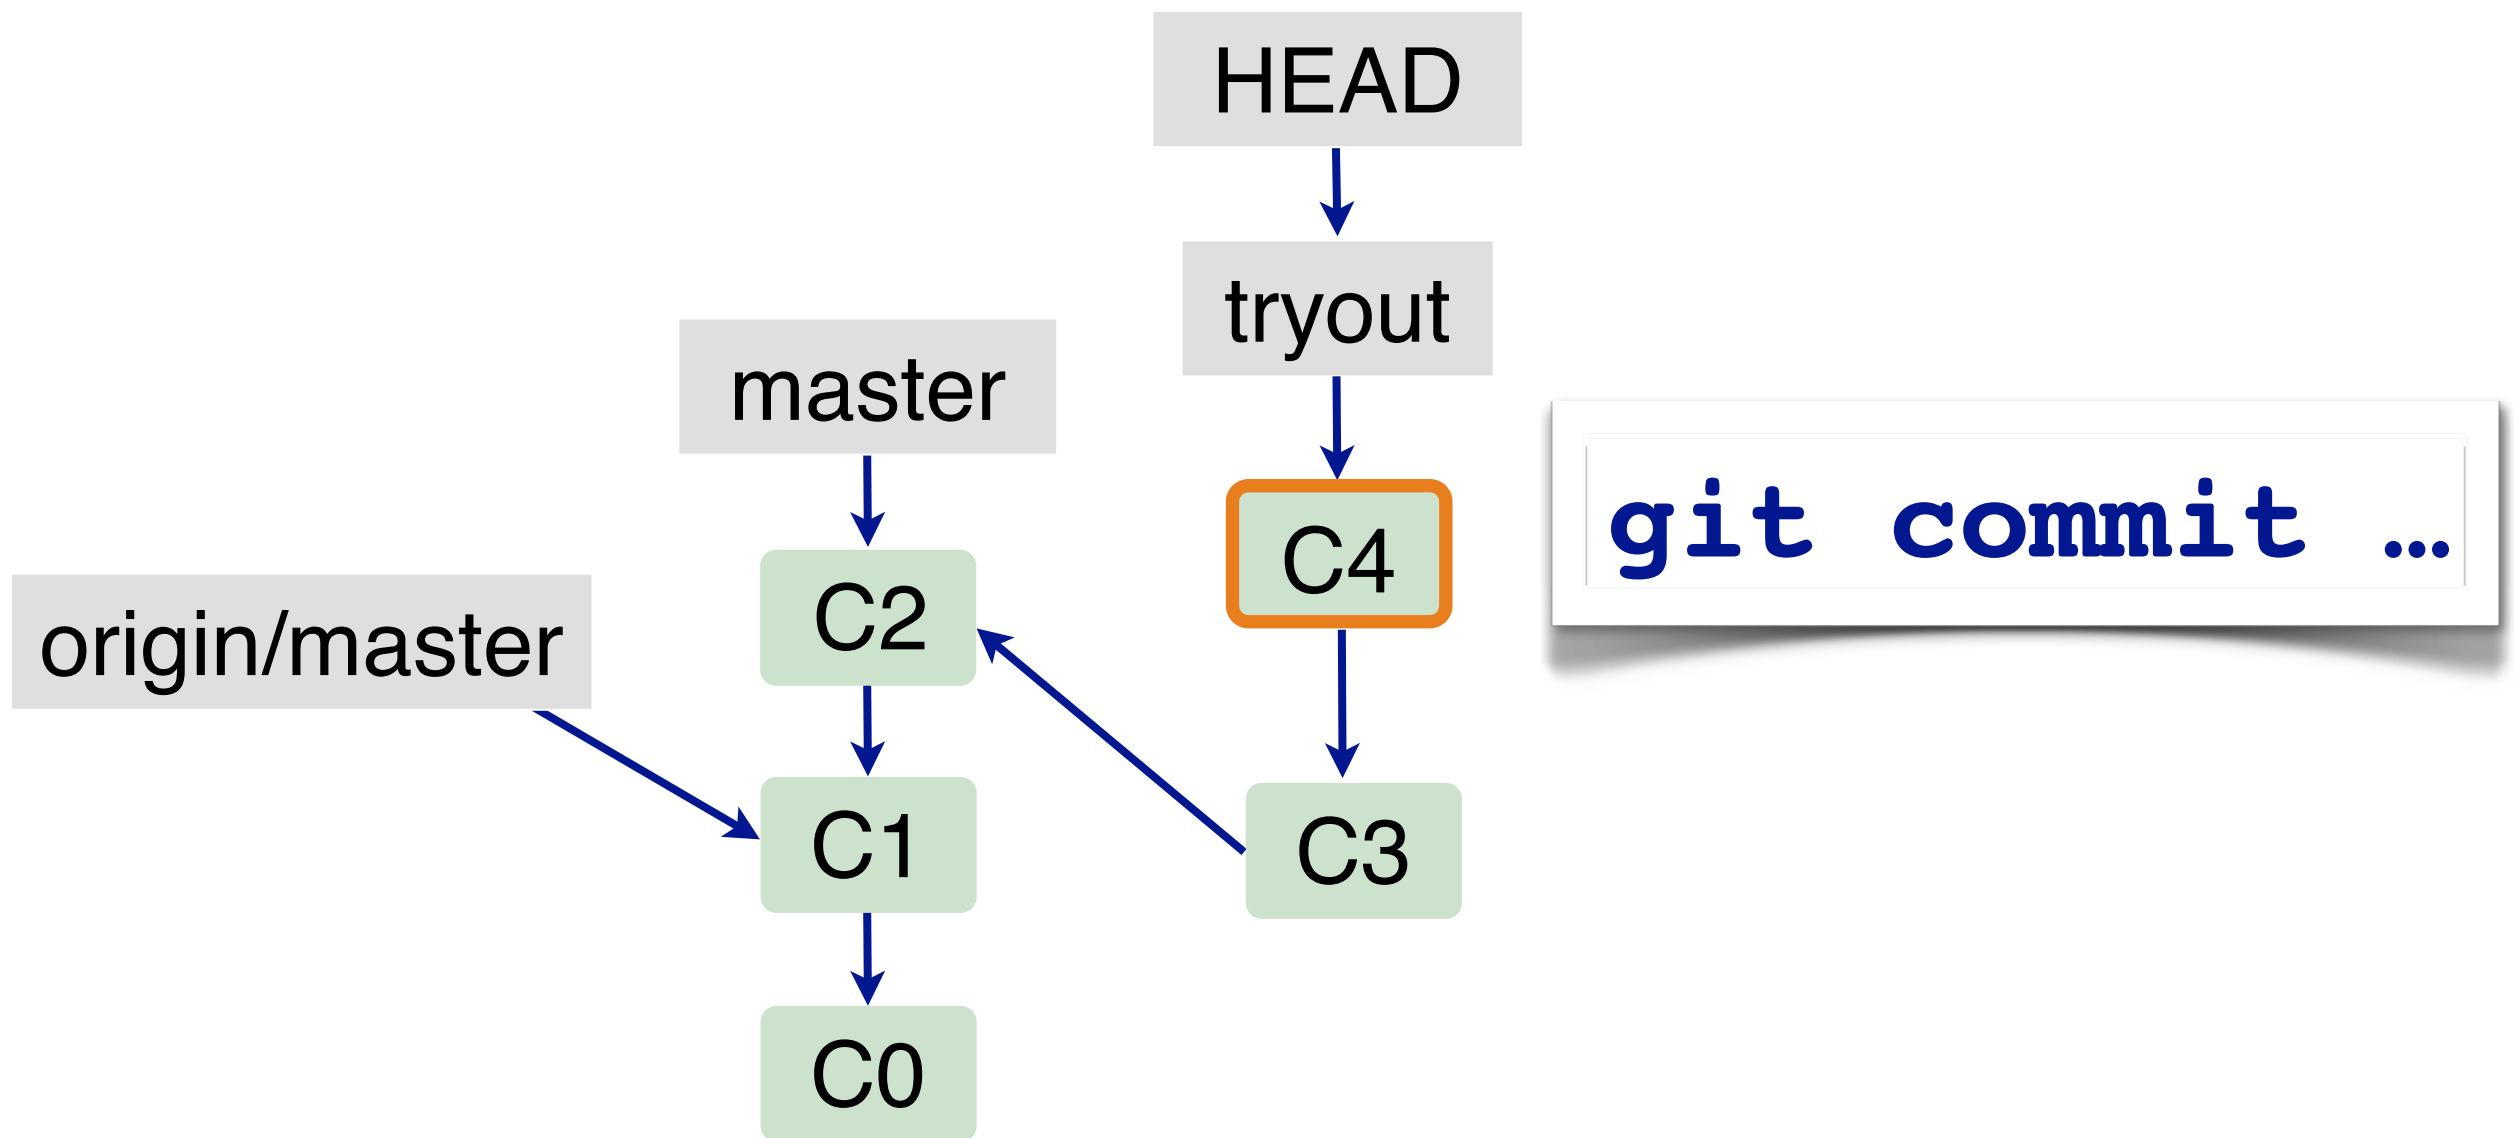 HEAD
tryout
master
git commit …
C4
C2
origin/master
C1
C3
C0